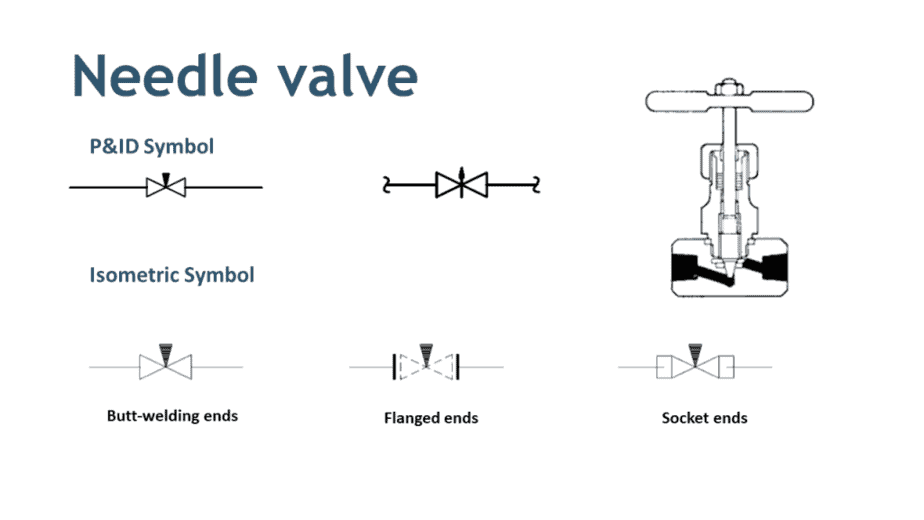 Needle valve
P&ID Symbol
Isometric Symbol
Butt-welding ends
Flanged ends
Socket ends